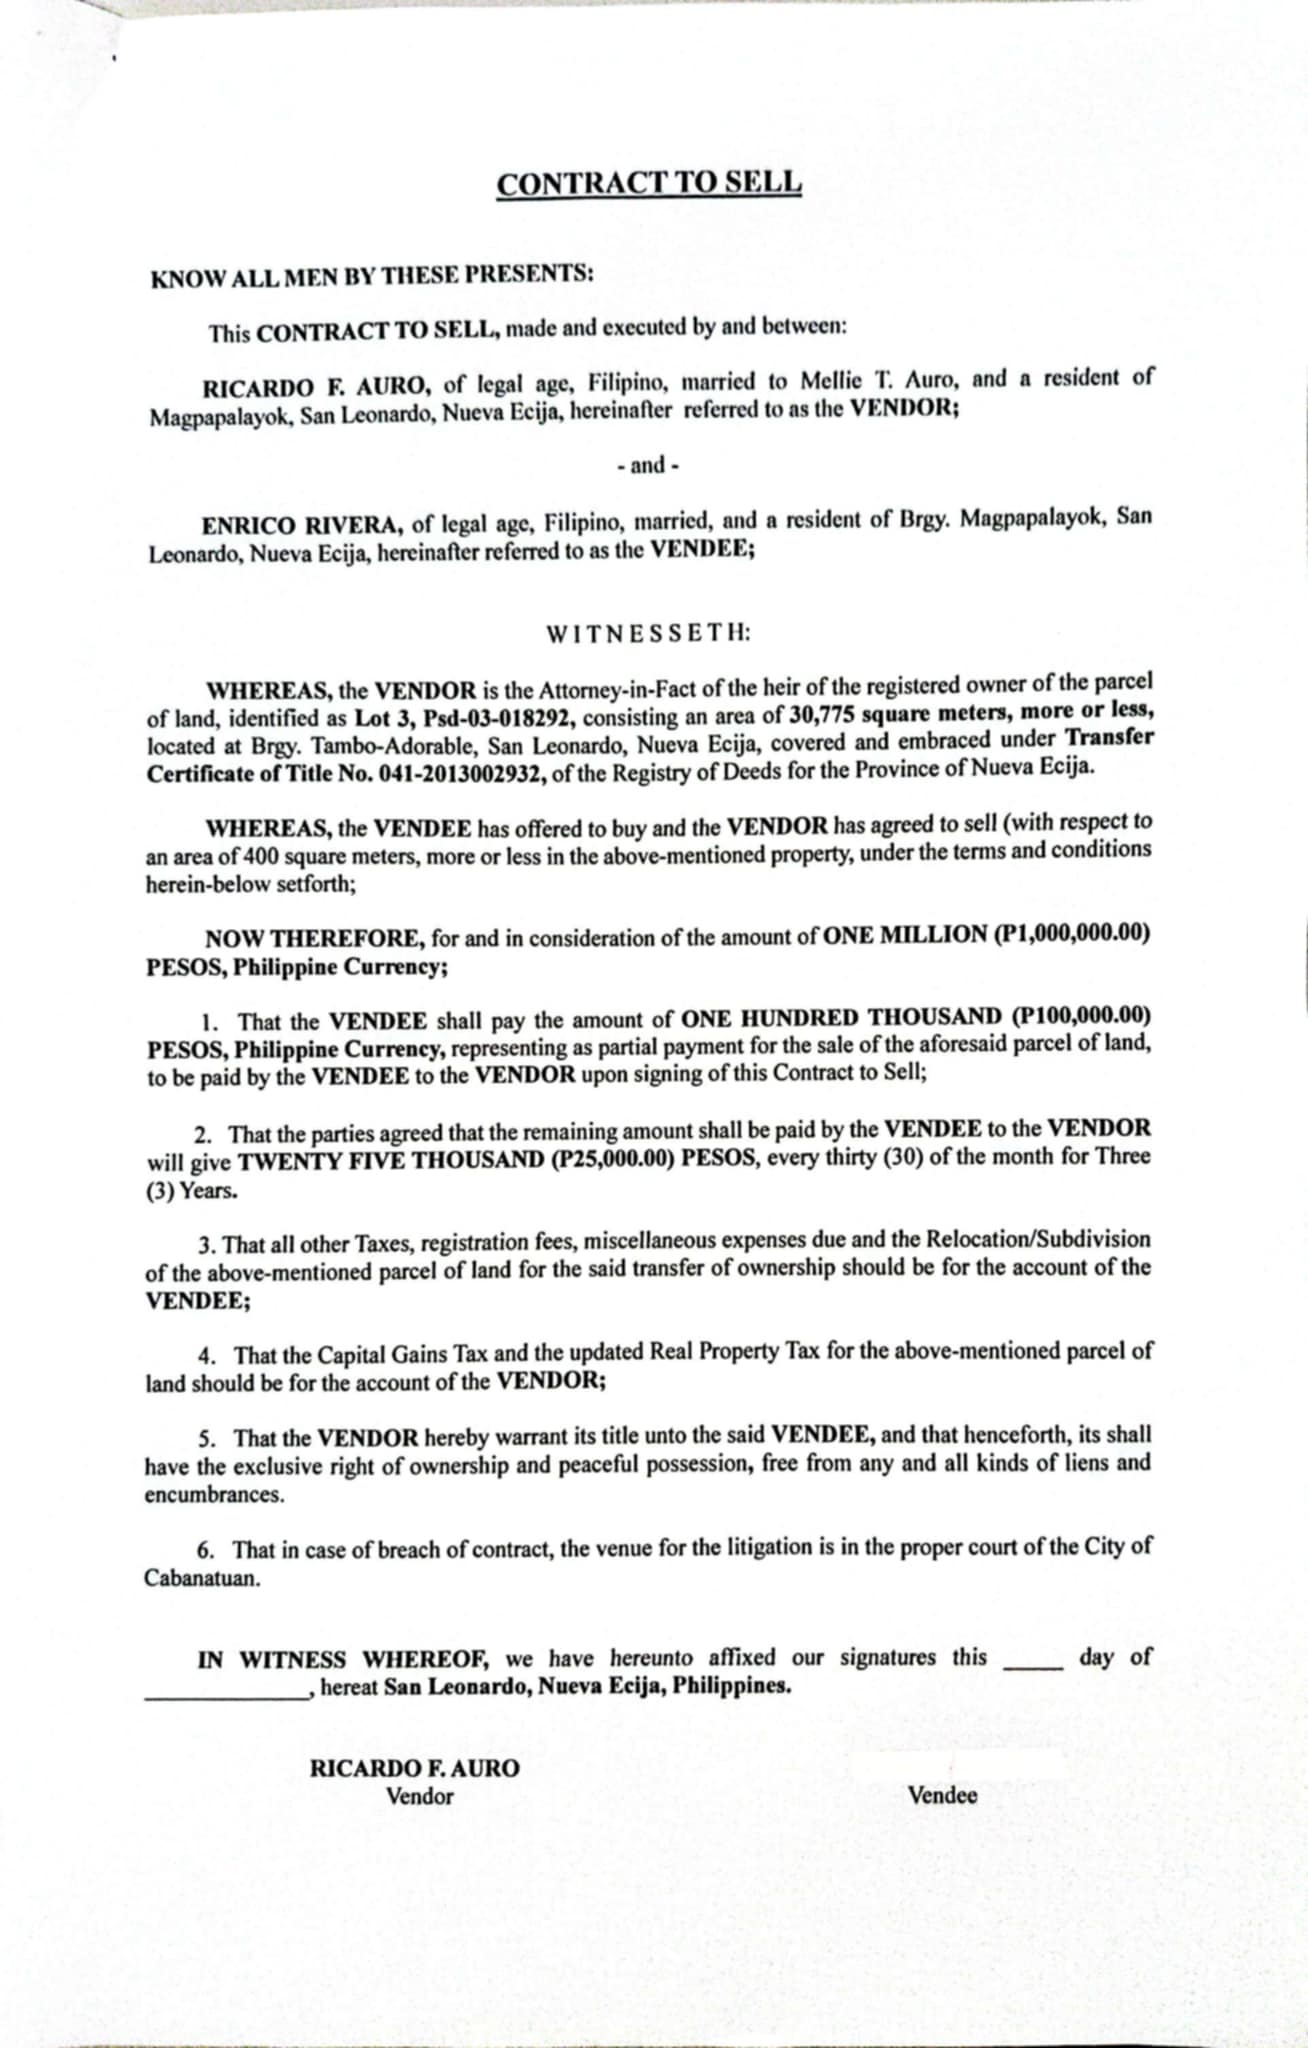 CONTRACT TO SELL
KNOW ALL MEN BY THESE PRESENTS:
This CONTRACT TO SELL, made and executed by and between:
RICARDO F. AURO, of legal age, Filipino, married to Mellie T. Auro, and a resident of
Magpapalayok, San Leonardo, Nueva Ecija, hereinafter referred to as the VENDOR;
- and -
ENRICO RIVERA, of legal age, Filipino, married, and a resident of Brgy. Magpapalayok, San
Leonardo, Nueva Ecija, hereinafter referred to as the VENDEE;
W I T N E S S E T H:
WHEREAS, the VENDOR is the Attorney-in-Fact of the heir of the registered owner of the parcel
of land, identified as Lot 3, Psd-03-018292, consisting an area of 30,775 square meters, more or less,
located at Brgy. Tambo-Adorable, San Leonardo, Nueva Ecija, covered and embraced under Transfer
Certificate of Title No. 041-2013002932, of the Registry of Deeds for the Province of Nueva Ecija.
WHEREAS, the VENDEE has offered to buy and the VENDOR has agreed to sell (with respect to
an area of 400 square meters, more or less in the above-mentioned property, under the terms and conditions
herein-below setforth;
NOW THEREFORE, for and in consideration of the amount of ONE MILLION (P1,000,000.00)
PESOS, Philippine Currency;
1. That the VENDEE shall pay the amount of ONE HUNDRED THOUSAND (P100,000.00)
PESOS, Philippine Currency, representing as partial payment for the sale of the aforesaid parcel of land,
to be paid by the VENDEE to the VENDOR upon signing of this Contract to Sell;
2. That the parties agreed that the remaining amount shall be paid by the VENDEE to the VENDOR
will give TWENTY FIVE THOUSAND (P25,000.00) PESOS, every thirty (30) of the month for Three
(3) Years.
3. That all other Taxes, registration fees, miscellaneous expenses due and the Relocation/Subdivision
of the above-mentioned parcel of land for the said transfer of ownership should be for the account of the
VENDEE;
4. That the Capital Gains Tax and the updated Real Property Tax for the above-mentioned parcel of
land should be for the account of the VENDOR;
5. That the VENDOR hereby warrant its title unto the said VENDEE, and that henceforth, its shall
have the exclusive right of ownership and peaceful possession, free from any and all kinds of liens and
encumbrances.
6. That in case of breach of contract, the venue for the litigation is in the proper court of the City of
Cabanatuan.
IN WITNESS WHEREOF, we have hereunto affixed our signatures this _____ day of
______________, hereat San Leonardo, Nueva Ecija, Philippines.
RICARDO F. AURO
Vendor Vendee